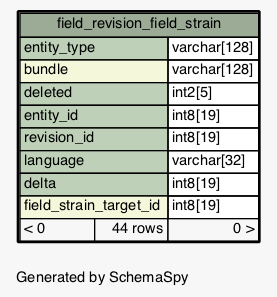 field_revision_field_strain
entity_type varchar[128]
bundle varchar[128]
deleted int2[5]
entity_id int8[19]
revision_id int8[19]
language varchar[32]
delta int8[19]
field_strain_target_id int8[19]
< 0 44 rows 0 >
Generated by SchemaSpy